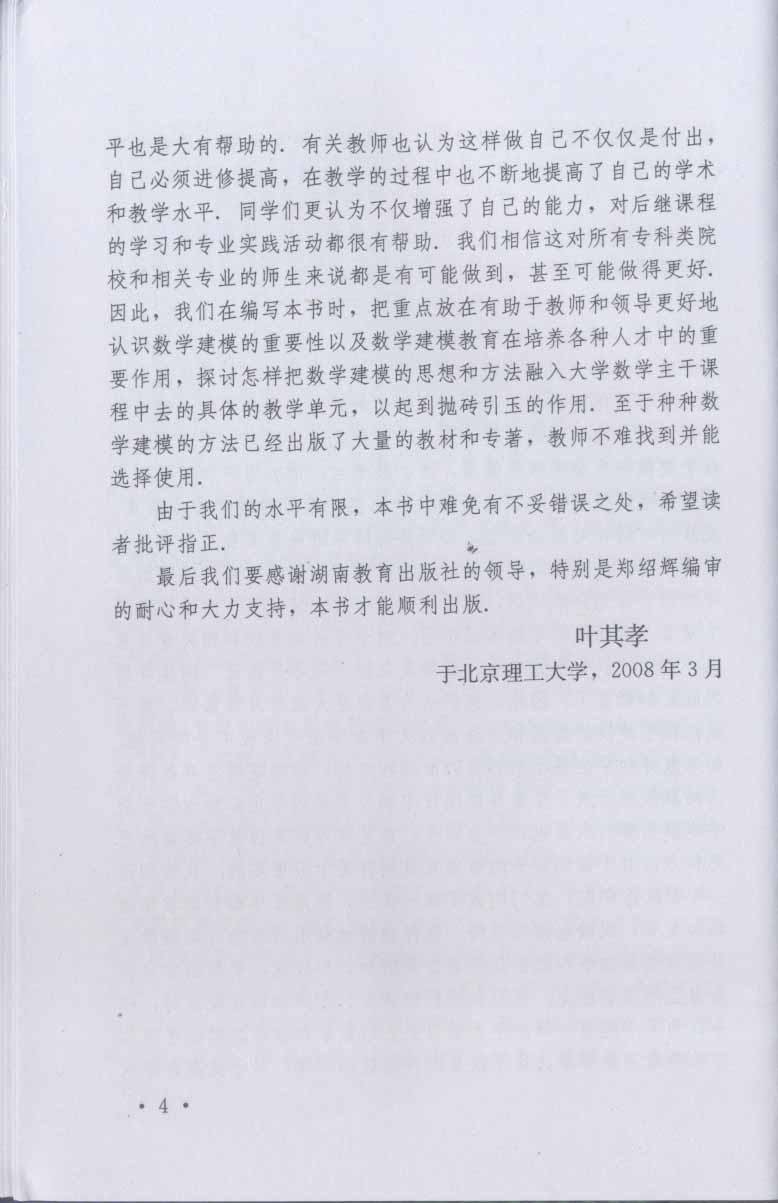 平也是大有帮助的. 有关教师也认为这样做自己不仅仅是付出，
自己必须进修提高，在教学的过程中也不断地提高了自己的学术
和教学水平. 同学们更认为不仅增强了自己的能力，对后继课程
的学习和专业实践活动都很有帮助. 我们相信这对所有专科类院
校和相关专业的师生来说都是有可能做到，甚至可能做得更好.
因此，我们在编写本书时，把重点放在有助于教师和领导更好地
认识数学建模的重要性以及数学建模教育在培养各种人才中的重
要作用，探讨怎样把数学建模的思想和方法融入大学数学主干课
程中去的具体的教学单元，以起到抛砖引玉的作用. 至于种种数
学建模的方法已经出版了大量的教材和专著，教师不难找到并能
选择使用.
由于我们的水平有限，本书中难免有不妥错误之处，希望读
者批评指正.
最后我们要感谢湖南教育出版社的领导，特别是郑绍辉编审
的耐心和大力支持，本书才能顺利出版.
叶其孝
于北京理工大学，2008 年 3 月
· 4 ·